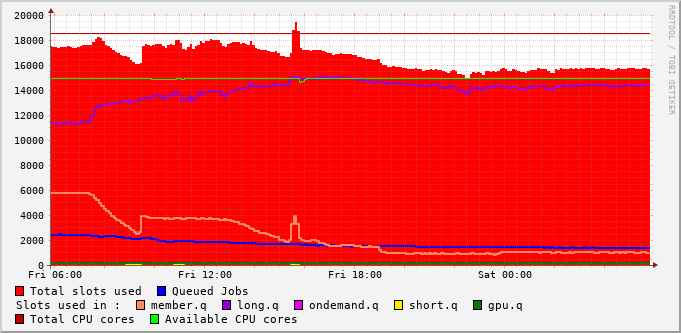 20000
18000
16000
14000
12000
10000
8000
6000
4000
2000
0
Fri 06:00 Fri 12:00 Fri 18:00 Sat 00:00
Total slots used Queued Jobs
Slots used in : member.q long.q ondemand.q short.q gpu.q
Total CPU cores Available CPU cores
RRDTOOL / TOBI OETIKER